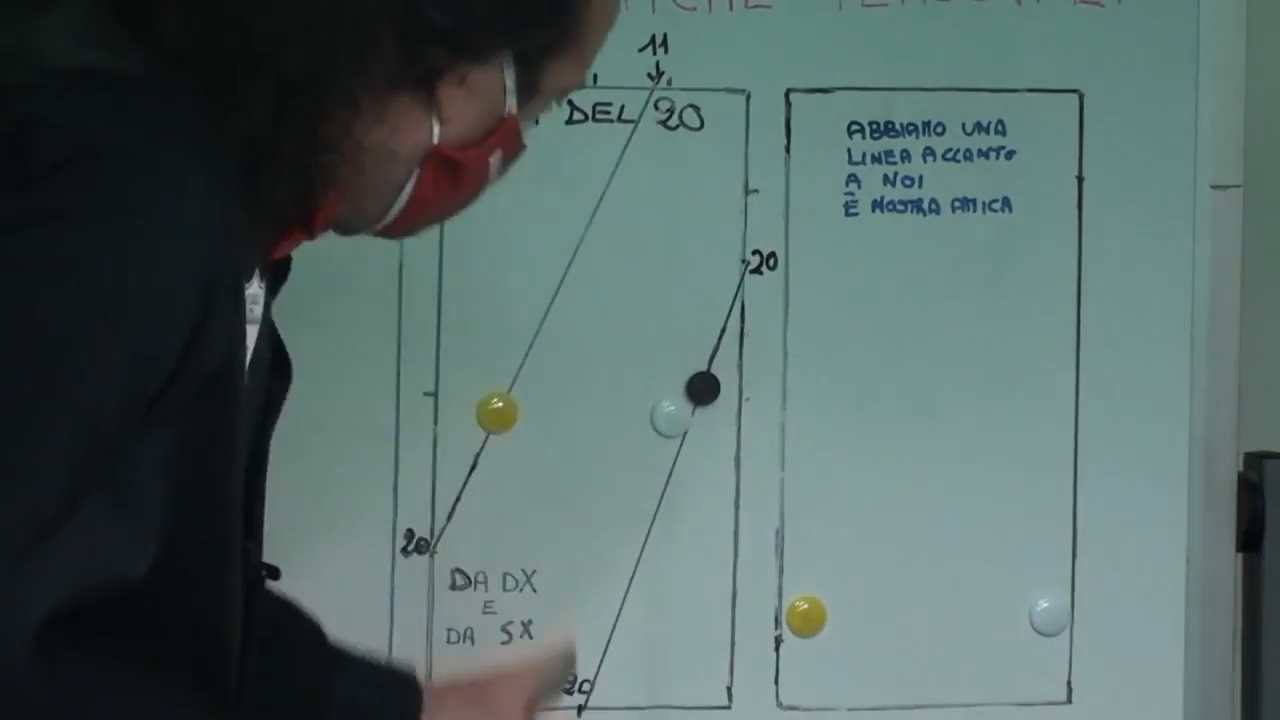 11
DEL 20
20
20
DA DX
E
DA SX
20
ABBIAMO UNA
LINEA ACCANTO
A NOI
È NOSTRA AMICA